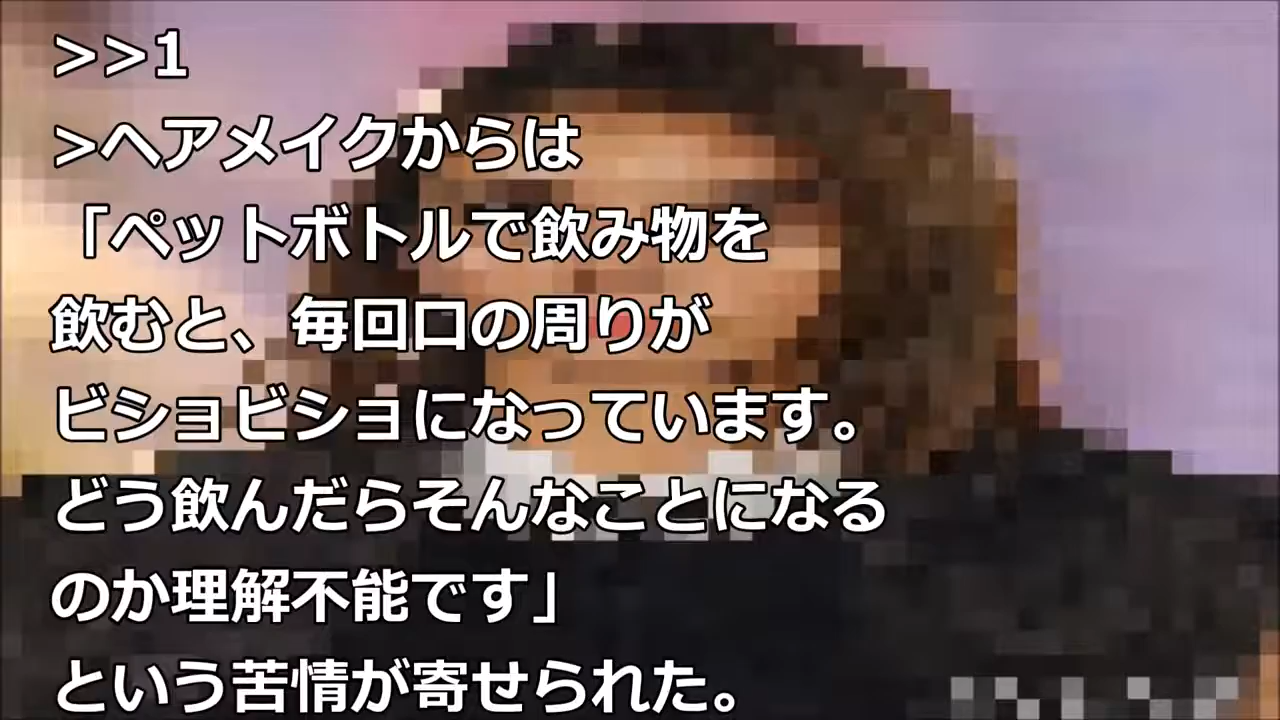 >>1
>ヘアメイクからは
「ペットボトルで飲み物を
飲むと、毎回口の周りが
ビショビショになっています。
どう飲んだらそんなことになる
のか理解不能です」
という苦情が寄せられた。